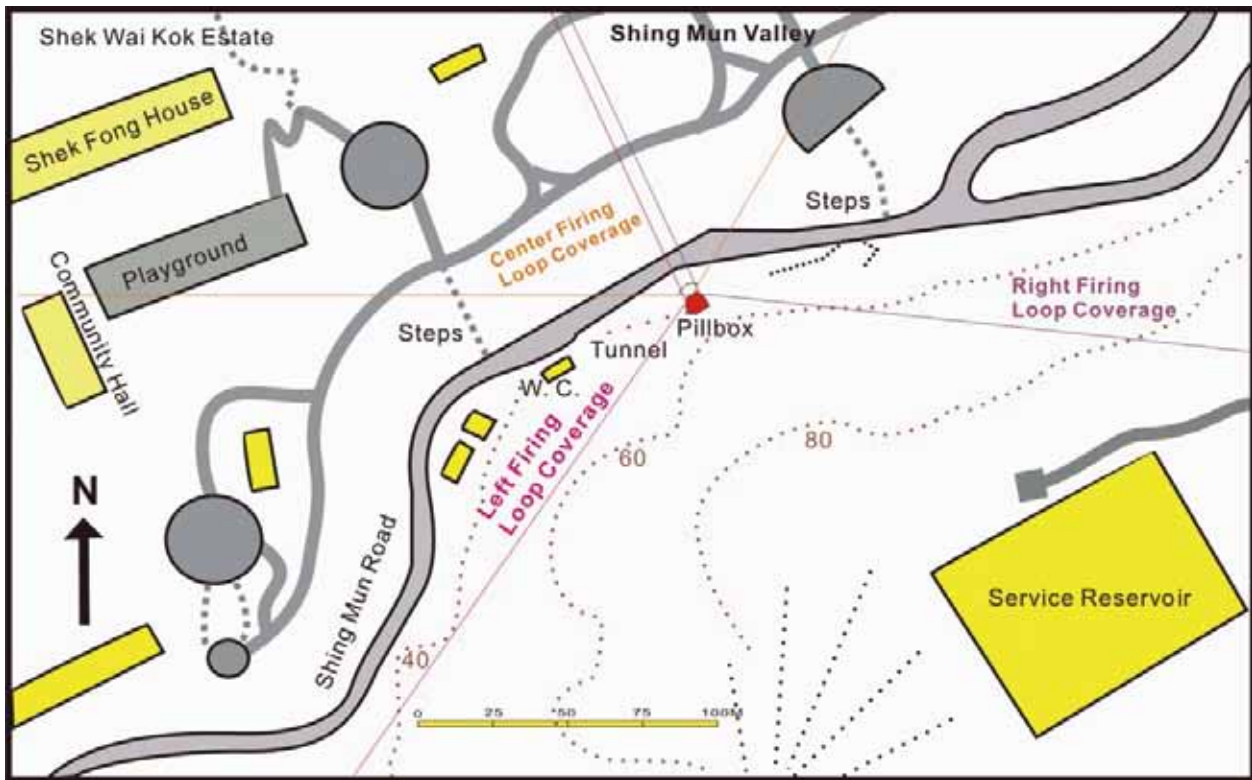 Shek Wai Kok Estate
Shing Mun Valley
Shek Fong House
Steps
Playground
Center Firing
Loop Coverage
Community Hall
Right Firing
Loop Coverage
Steps
Tunnel
Pillbox
W. C.
Left Firing
Loop Coverage
60
80
N
Shing Mun Road
Service Reservoir
40
0 25 50 75 100M